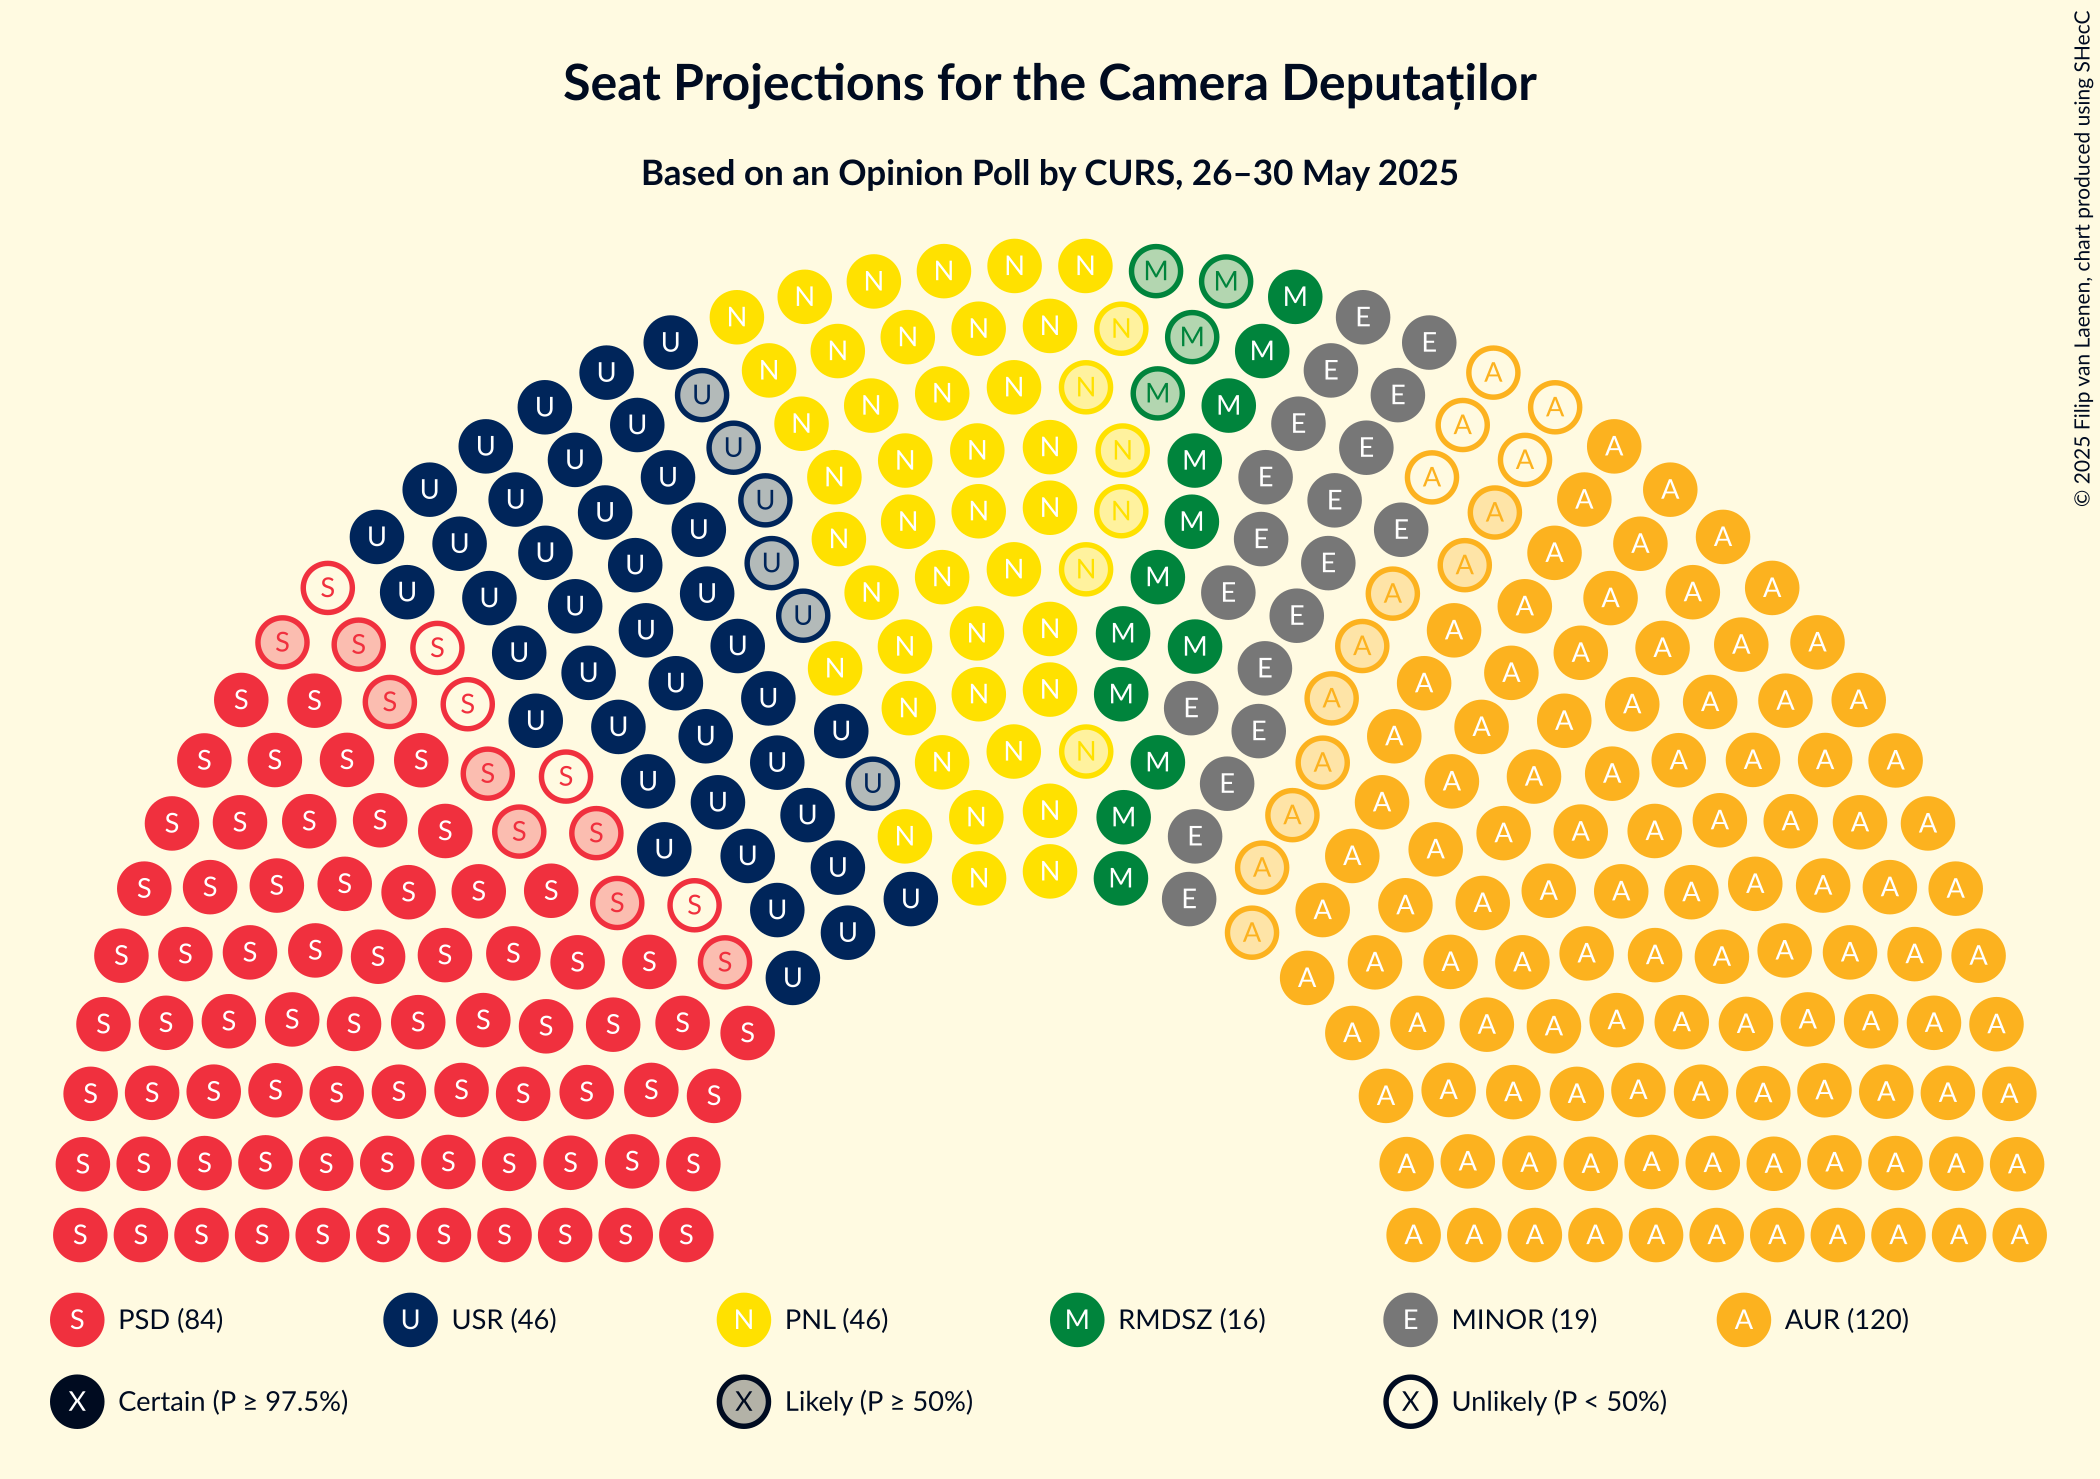 Seat Projections for the Camera Deputaților
Based on an Opinion Poll by CURS, 26–30 May 2025
© 2025 Filip van Laenen, chart produced using SHecC
S PSD (84) U USR (46) N PNL (46) M RMDSZ (16) E MINOR (19) A AUR (120)
X Certain (P ≥ 97.5%) X Likely (P ≥ 50%) X Unlikely (P < 50%)